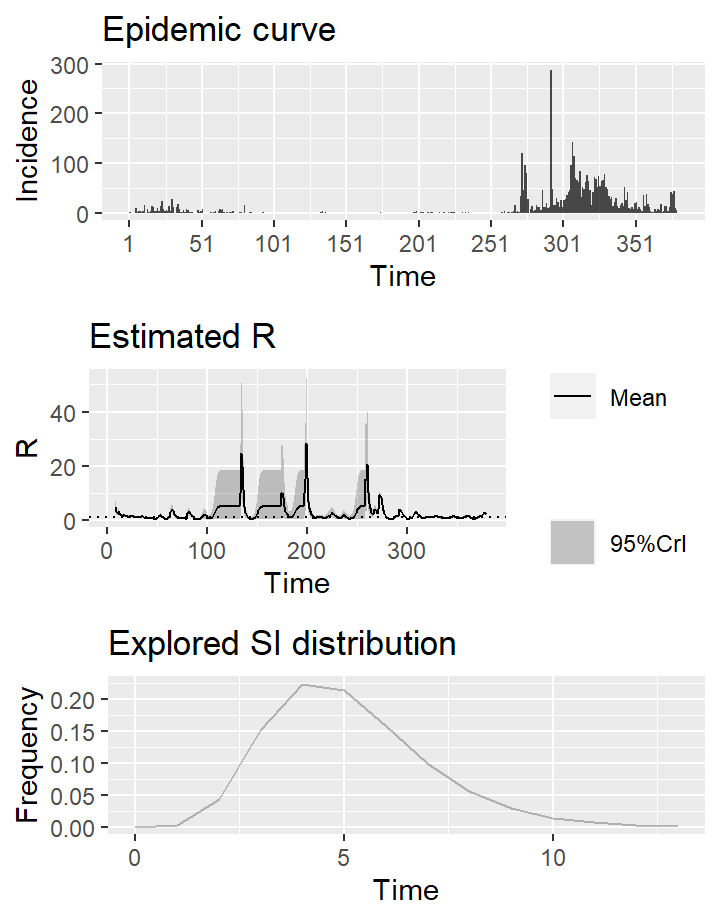 Epidemic curve
Incidence
300
200
100
0
1 51 101 151 201 251 301 351
Time
Estimated R
R
40
20
0
0 100 200 300
Time
Mean
95%CrI
Explored SI distribution
Frequency
0.20
0.15
0.10
0.05
0.00
0 5 10
Time